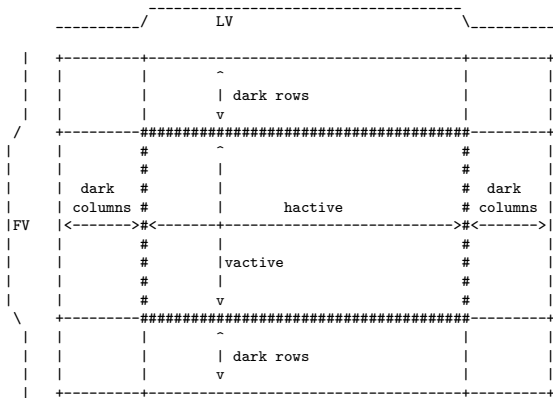 LV
dark rows
dark dark
columns hactive columns
FV
vactive
dark rows